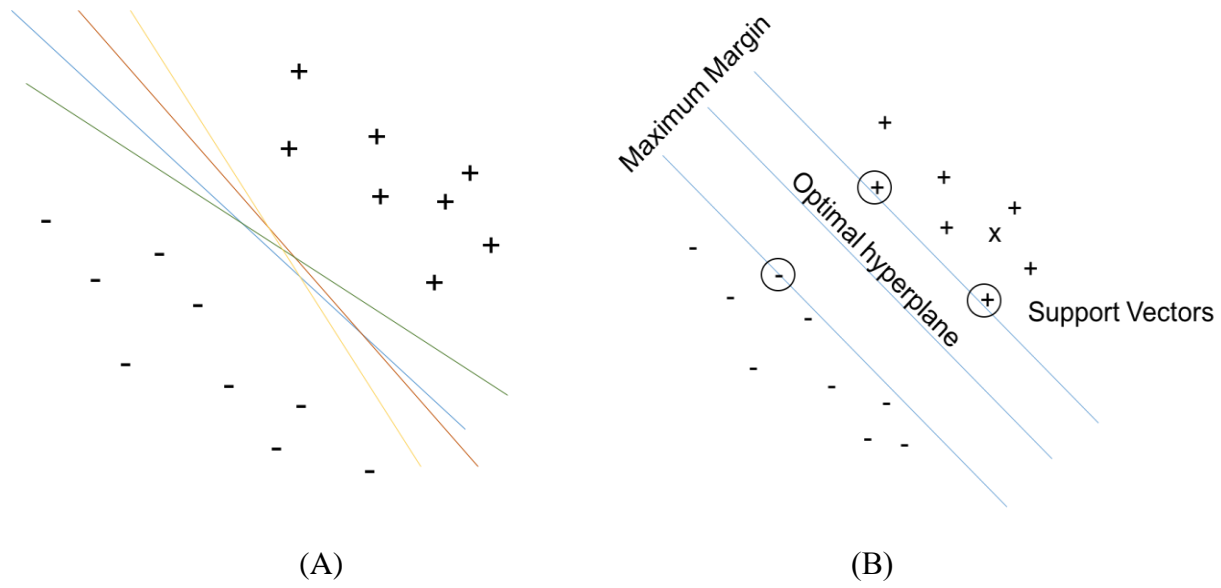 Maximum Margin
Optimal hyperplane
x
Support Vectors
(A)
(B)